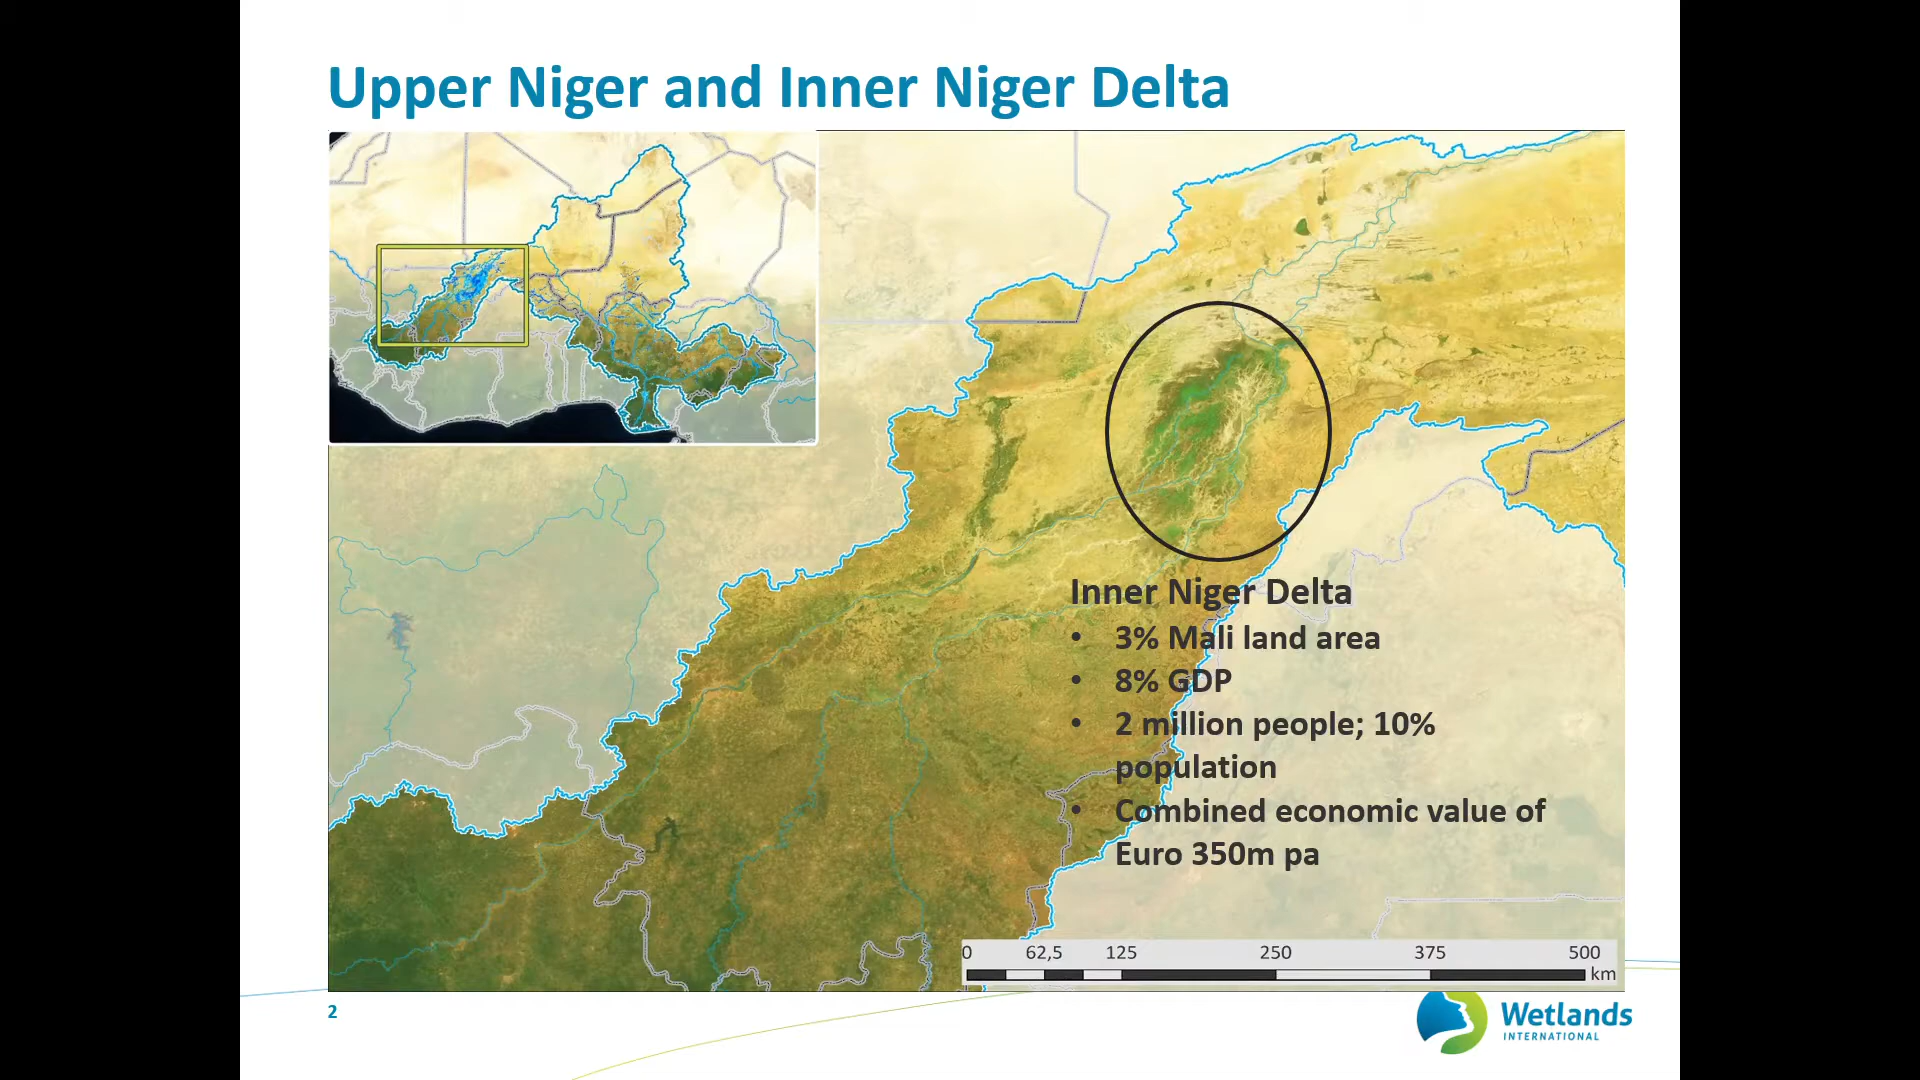 Upper Niger and Inner Niger Delta
Inner Niger Delta
• 3% Mali land area
• 8% GDP
• 2 million people; 10%
population
• Combined economic value of
Euro 350m pa
0 62,5 125 250 375 500
km
2
Wetlands
INTERNATIONAL